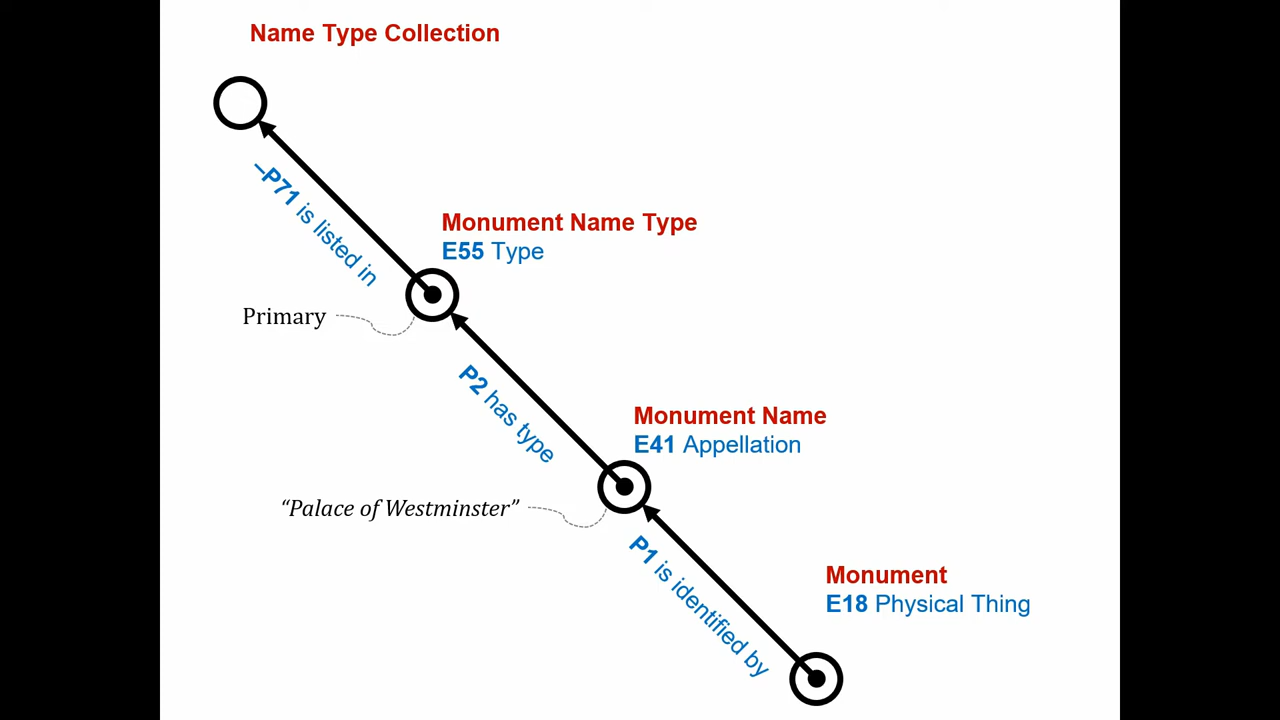 Name Type Collection
–P71 is listed in
Monument Name Type
E55 Type
Primary
P2 has type
Monument Name
E41 Appellation
“Palace of Westminster”
P1 is identified by
Monument
E18 Physical Thing